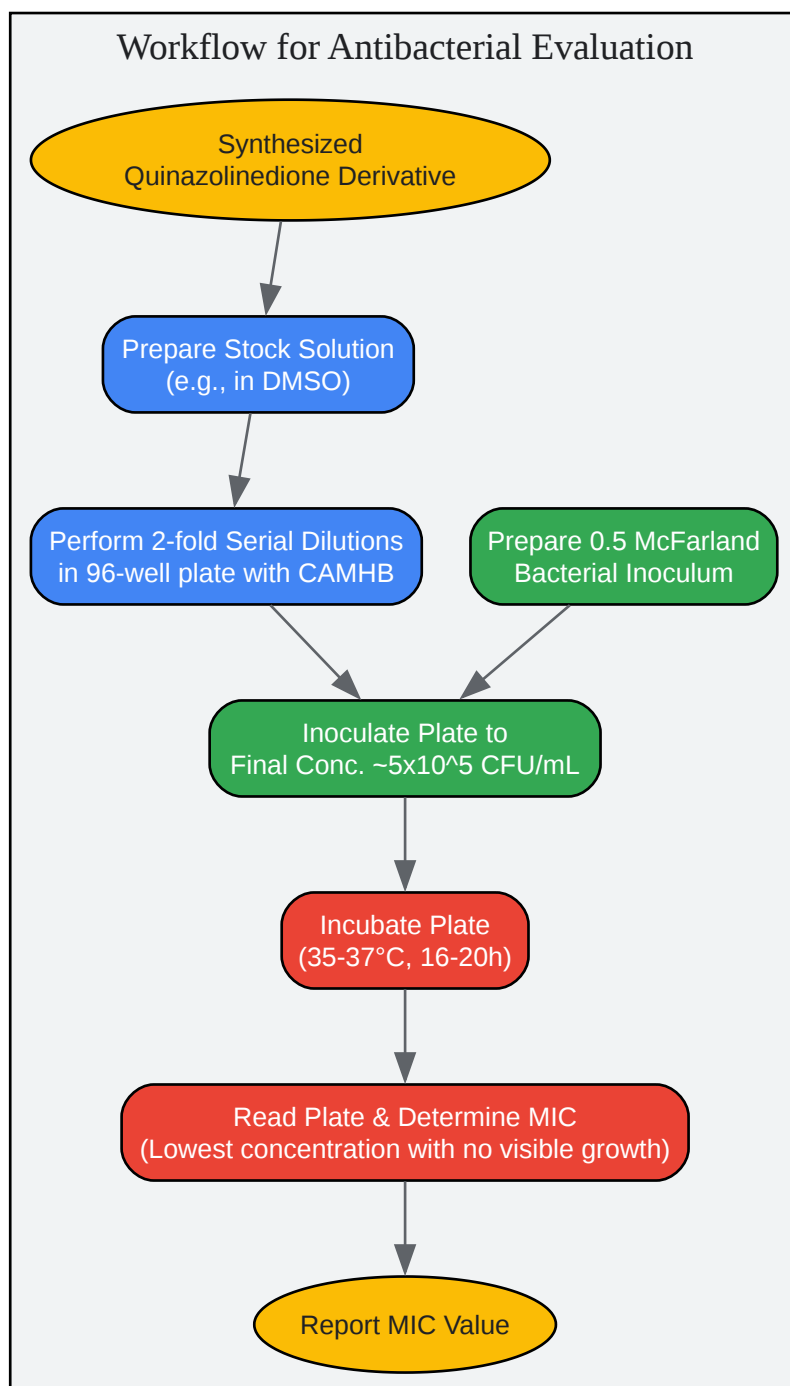 Workflow for Antibacterial Evaluation
Synthesized
Quinazolinedione Derivative
Prepare Stock Solution
(e.g., in DMSO)
Perform 2-fold Serial Dilutions
in 96-well plate with CAMHB
Prepare 0.5 McFarland
Bacterial Inoculum
Inoculate Plate to
Final Conc. ~5x10^5 CFU/mL
Incubate Plate
(35-37°C, 16-20h)
Read Plate & Determine MIC
(Lowest concentration with no visible growth)
Report MIC Value